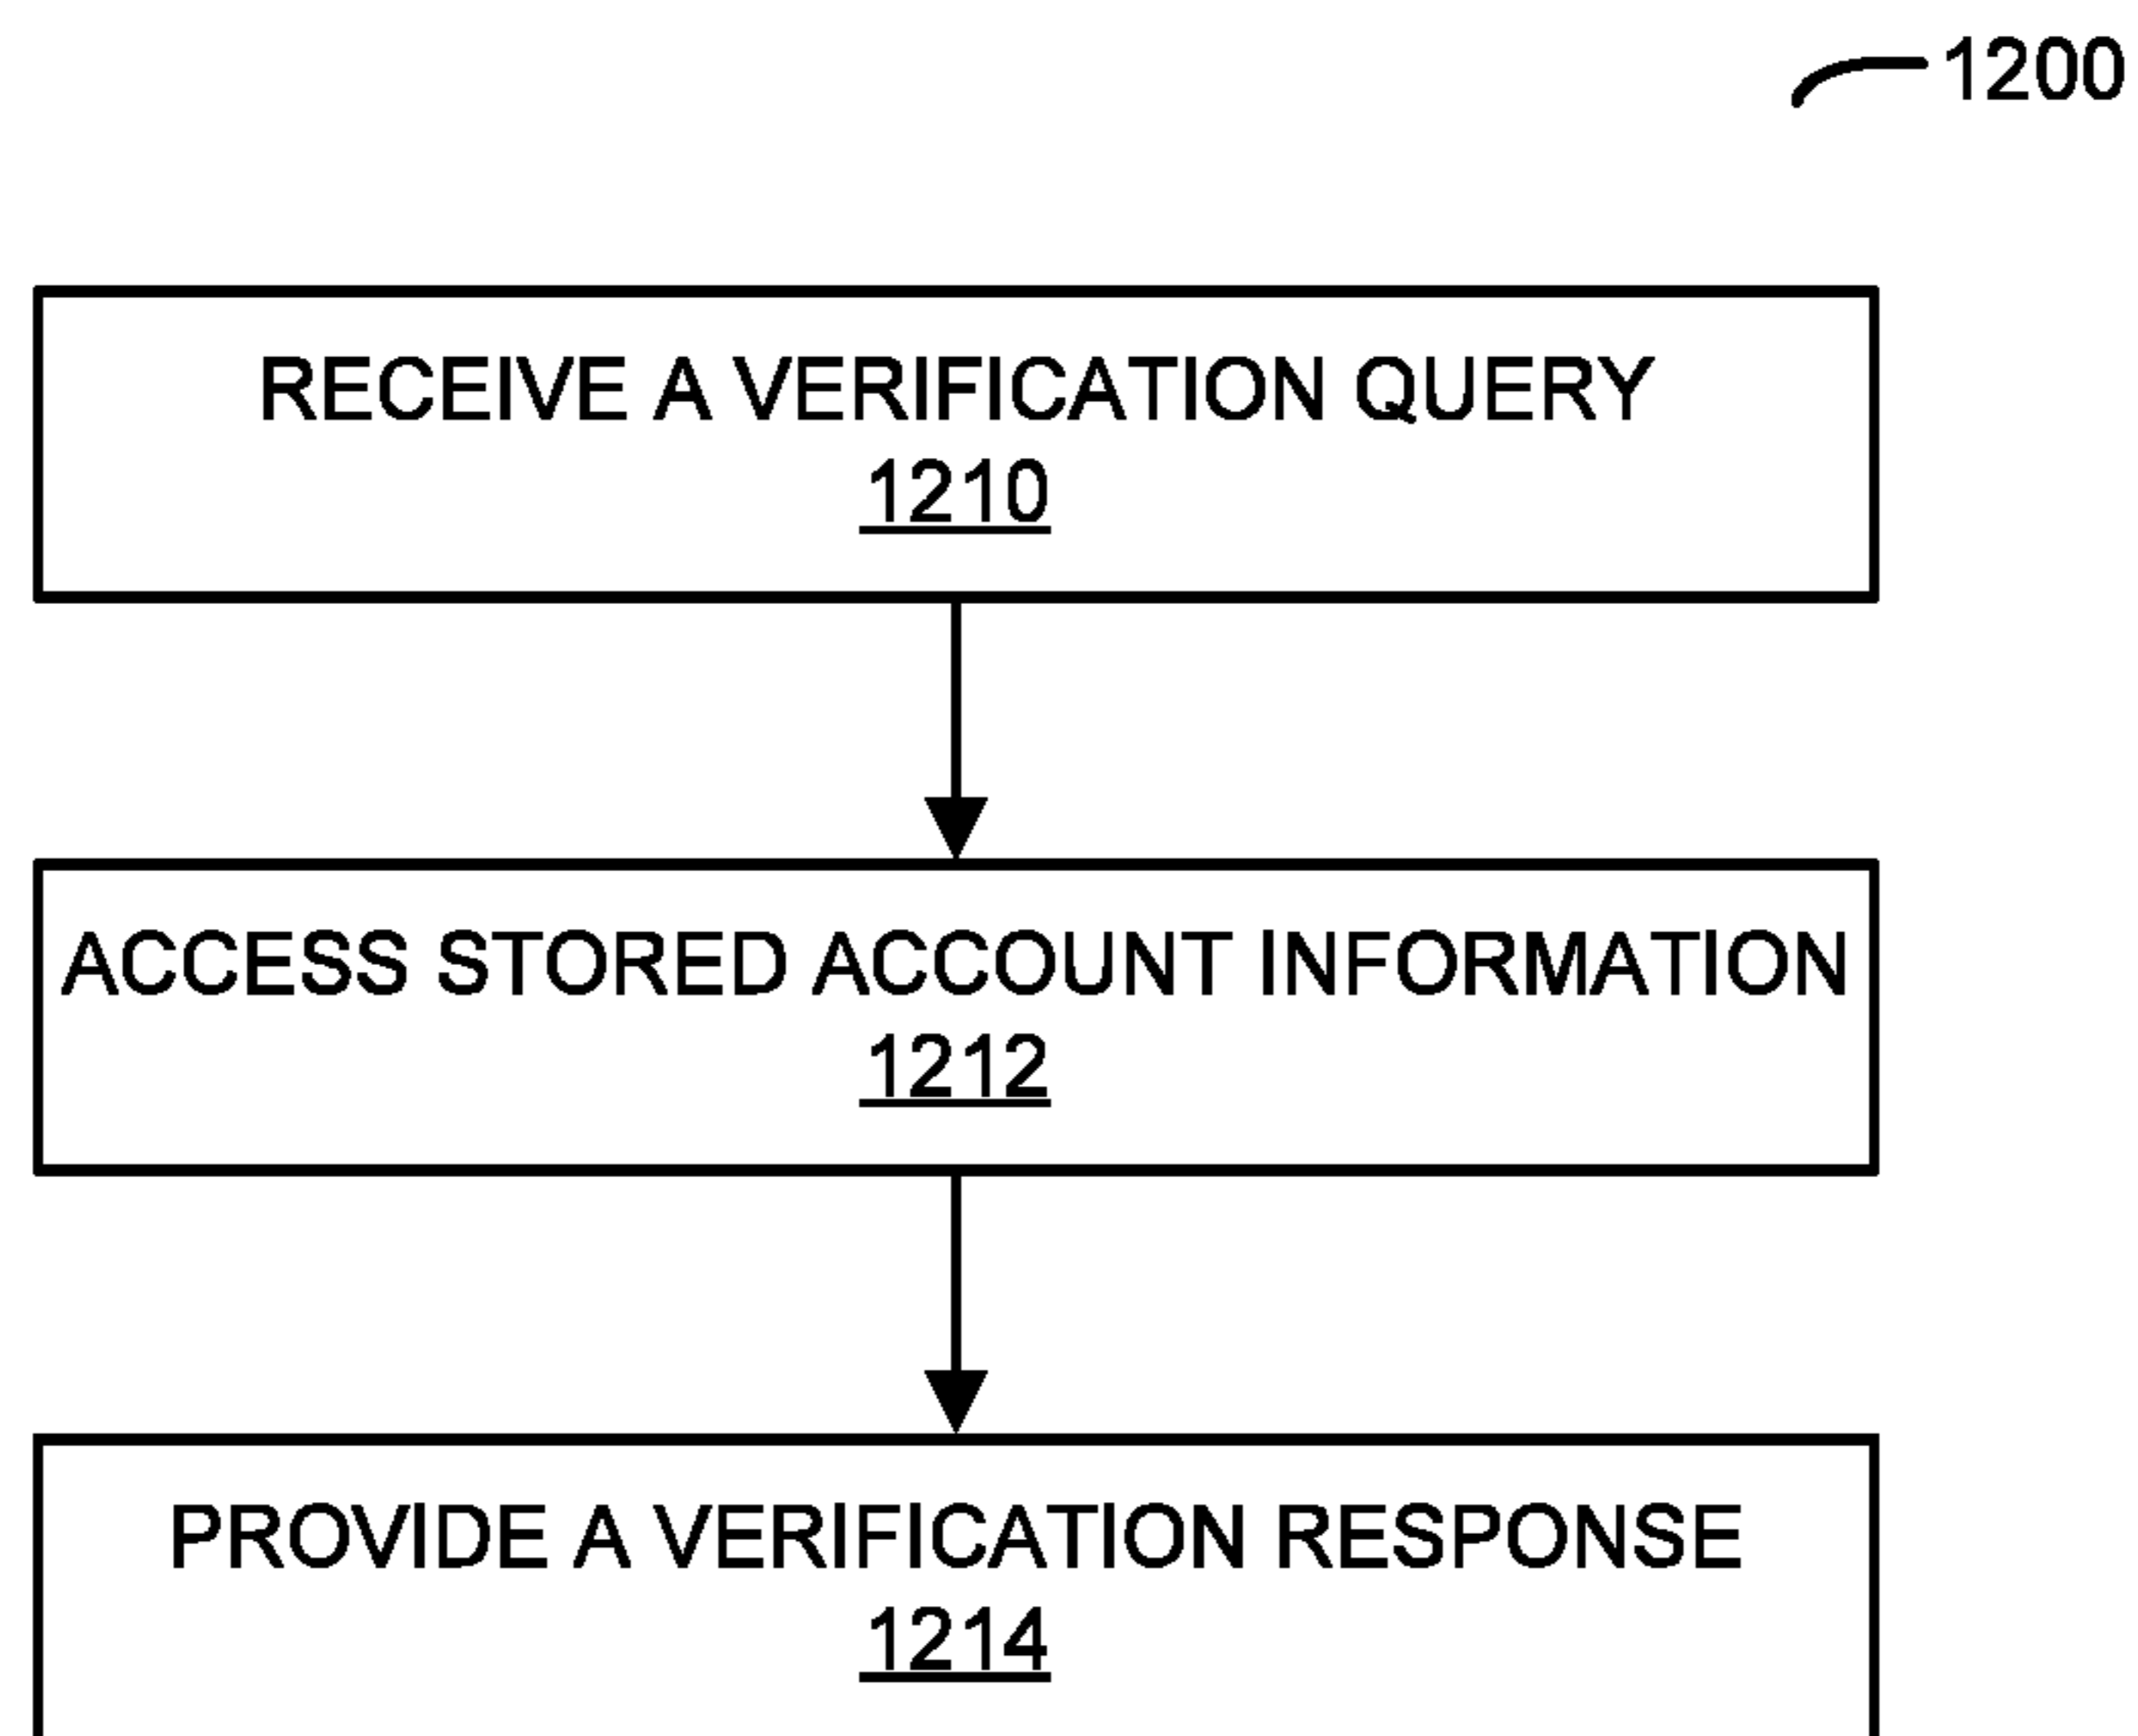 1200
RECEIVE A VERIFICATION QUERY
1210
ACCESS STORED ACCOUNT INFORMATION
1212
PROVIDE A VERIFICATION RESPONSE
1214